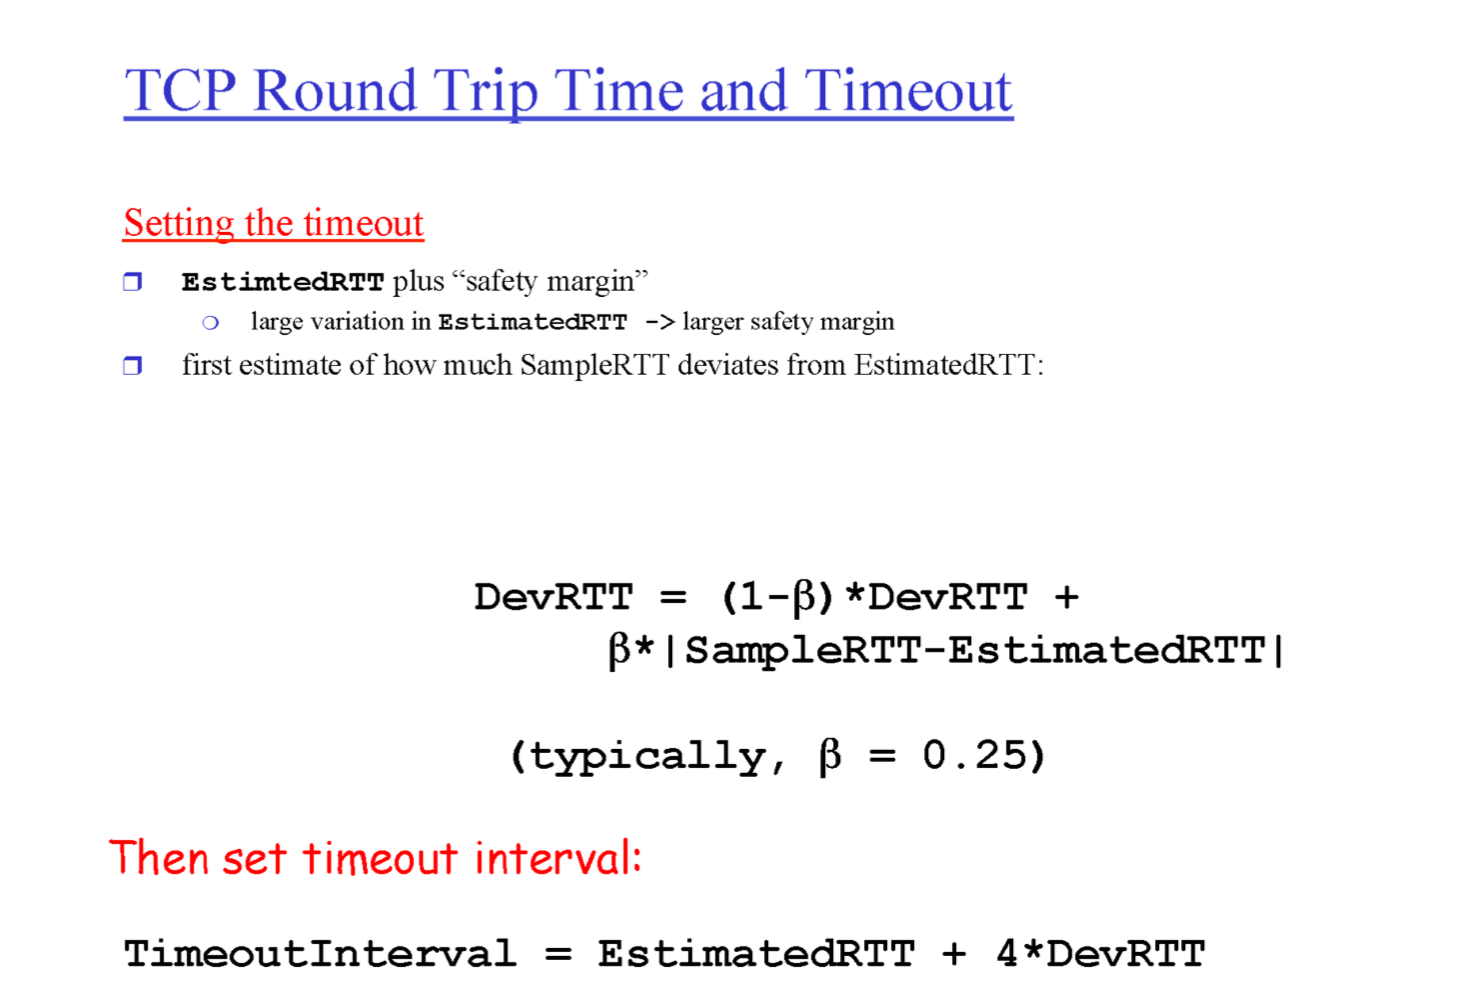 TCP Round Trip Time and Timeout
Setting the timeout
❒ EstimtedRTT plus “safety margin”
❍ large variation in EstimatedRTT -> larger safety margin
❒ first estimate of how much SampleRTT deviates from EstimatedRTT:
DevRTT = (1-β)*DevRTT +
β*|SampleRTT-EstimatedRTT|
(typically, β = 0.25)
Then set timeout interval:
TimeoutInterval = EstimatedRTT + 4*DevRTT